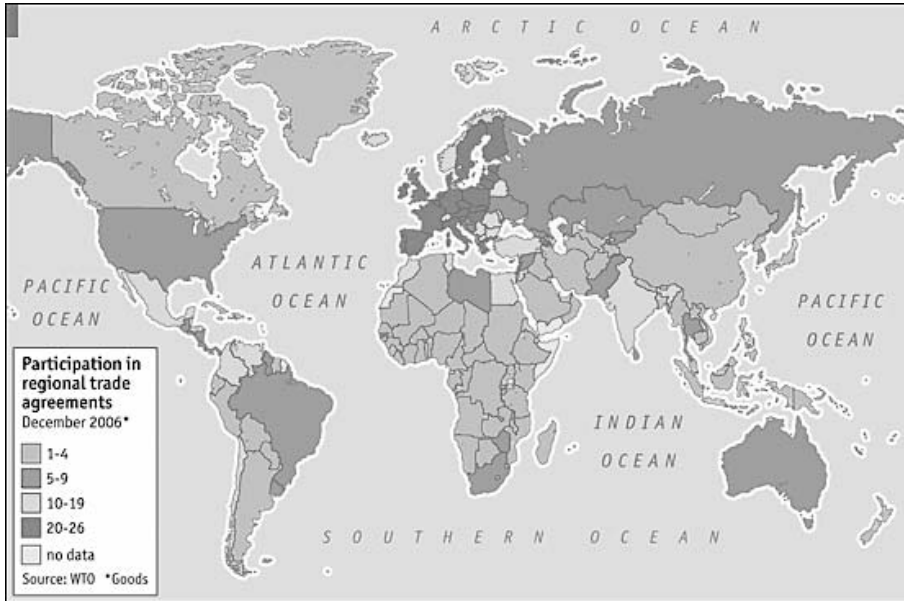 ARCTIC OCEAN
ATLANTIC
OCEAN
PACIFIC
OCEAN
PACIFIC
OCEAN
INDIAN
OCEAN
SOUTHERN OCEAN
Participation in
regional trade
agreements
December 2006*
1-4
5-9
10-19
20-26
no data
Source: WTO *Goods